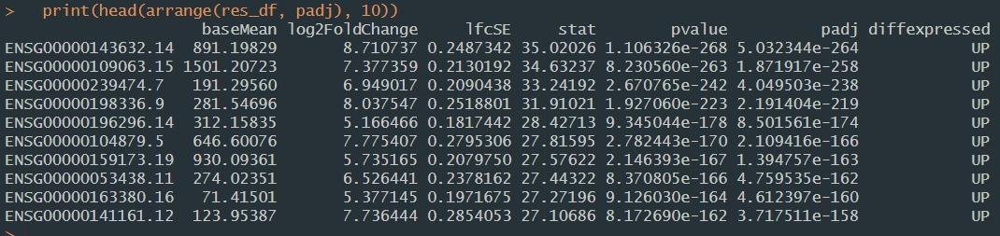 >   print(head(arrange(res_df, padj), 10))
baseMean log2FoldChange lfcSE stat pvalue padj diffexpressed
ENSG00000143632.14 891.19829 8.710737 0.2487342 35.02026 1.106326e-268 5.032344e-264 UP
ENSG00000109063.15 1501.20723 7.377359 0.2130192 34.63237 8.230560e-263 1.871917e-258 UP
ENSG00000239474.7 191.29560 6.949017 0.2090438 33.24192 2.670765e-242 4.049503e-238 UP
ENSG00000198336.9 281.54696 8.037547 0.2518801 31.91021 1.927060e-223 2.191404e-219 UP
ENSG00000196296.14 312.15835 5.166466 0.1817442 28.42713 9.345044e-178 8.501561e-174 UP
ENSG00000104879.5 646.60076 7.775407 0.2795306 27.81595 2.782443e-170 2.109416e-166 UP
ENSG00000159173.19 930.09361 5.735165 0.2079750 27.57622 2.146393e-167 1.394757e-163 UP
ENSG00000053438.11 274.02351 6.526441 0.2378162 27.44322 8.370805e-166 4.759535e-162 UP
ENSG00000163380.16 71.41501 5.377145 0.1971675 27.27196 9.126030e-164 4.612397e-160 UP
ENSG00000141161.12 123.95387 7.736444 0.2854053 27.10686 8.172690e-162 3.717511e-158 UP
>